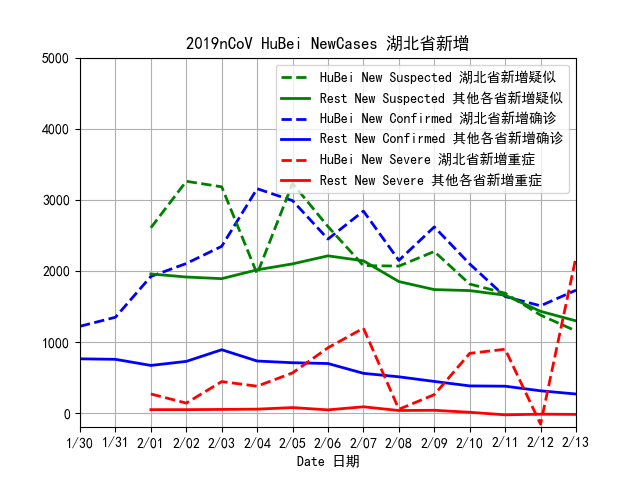 2019nCoV HuBei NewCases 湖北省新增
HuBei New Suspected 湖北省新增疑似
Rest New Suspected 其他各省新增疑似
HuBei New Confirmed 湖北省新增确诊
Rest New Confirmed 其他各省新增确诊
HuBei New Severe 湖北省新增重症
Rest New Severe 其他各省新增重症
5000
4000
3000
2000
1000
0
1/30 1/31 2/01 2/02 2/03 2/04 2/05 2/06 2/07 2/08 2/09 2/10 2/11 2/12 2/13
Date 日期